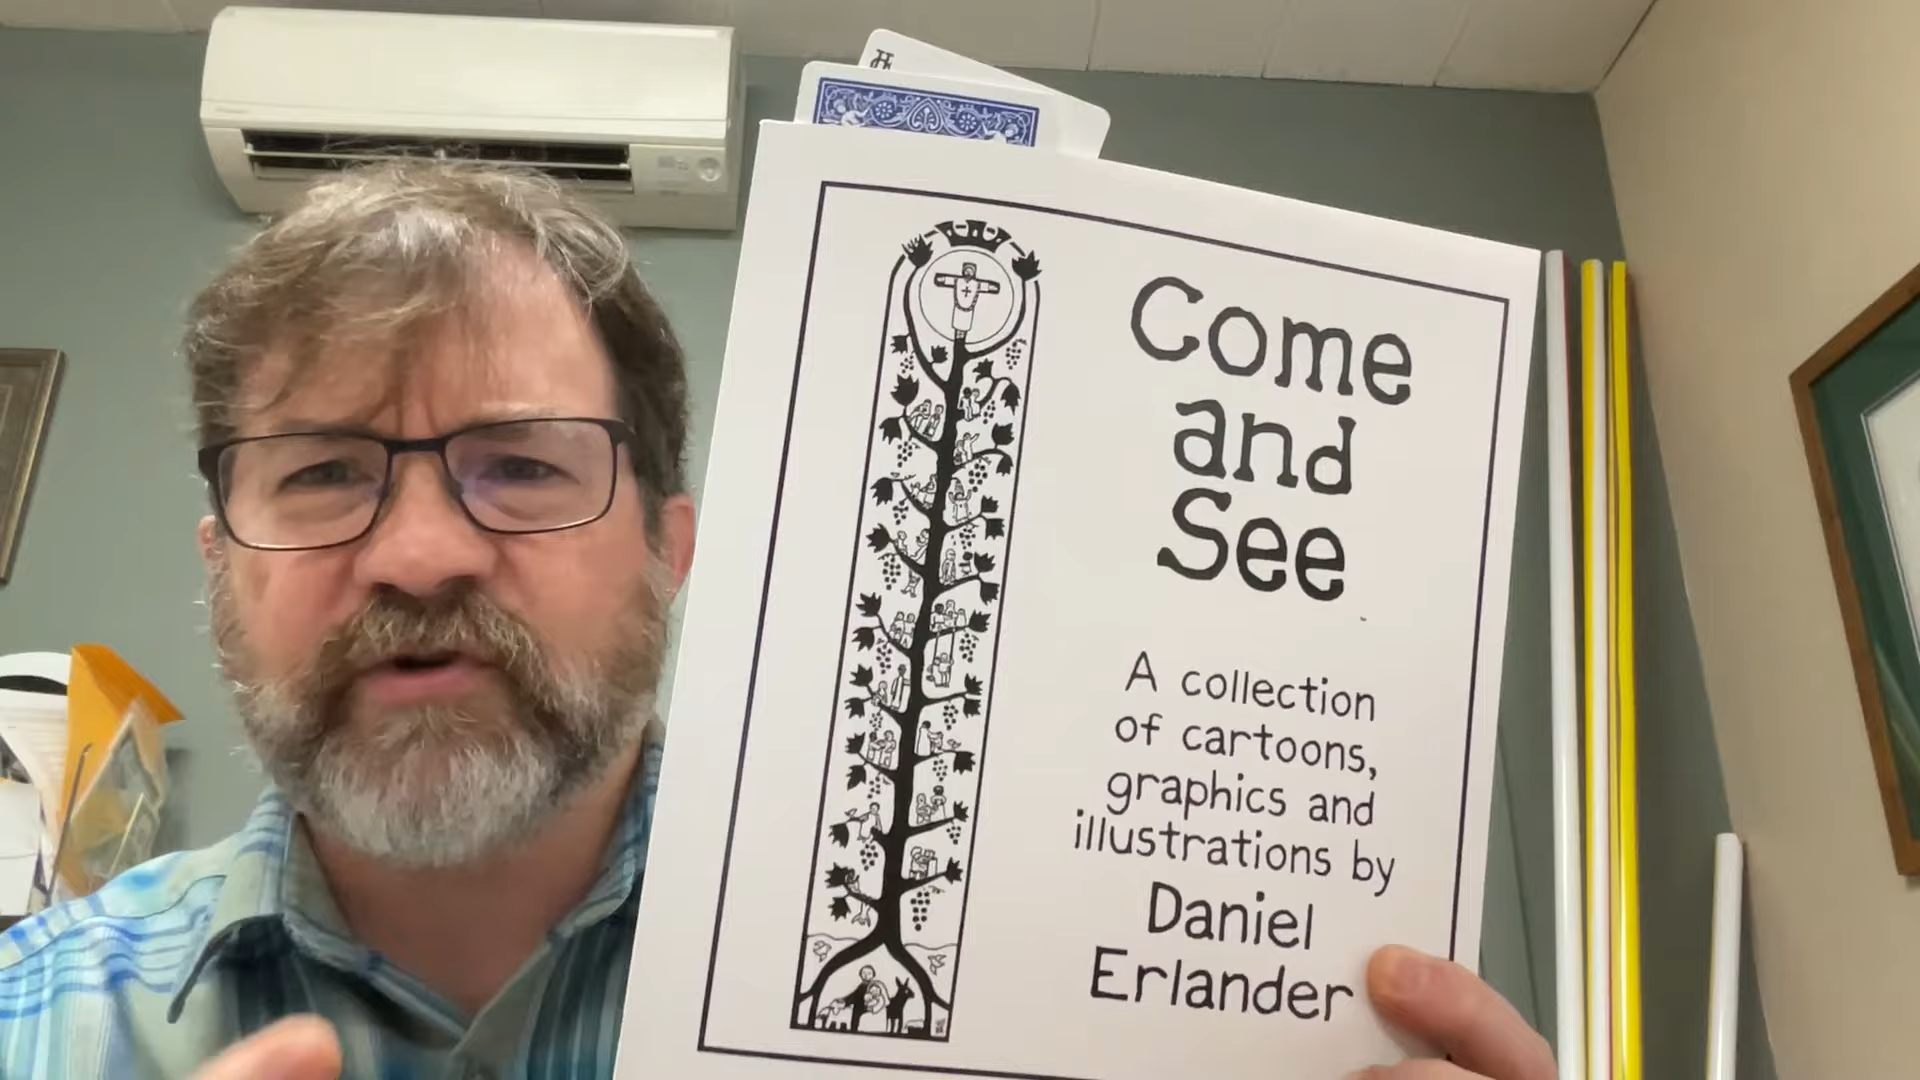 Come
and
See
A collection
of cartoons,
graphics and
illustrations by
Daniel
Erlander